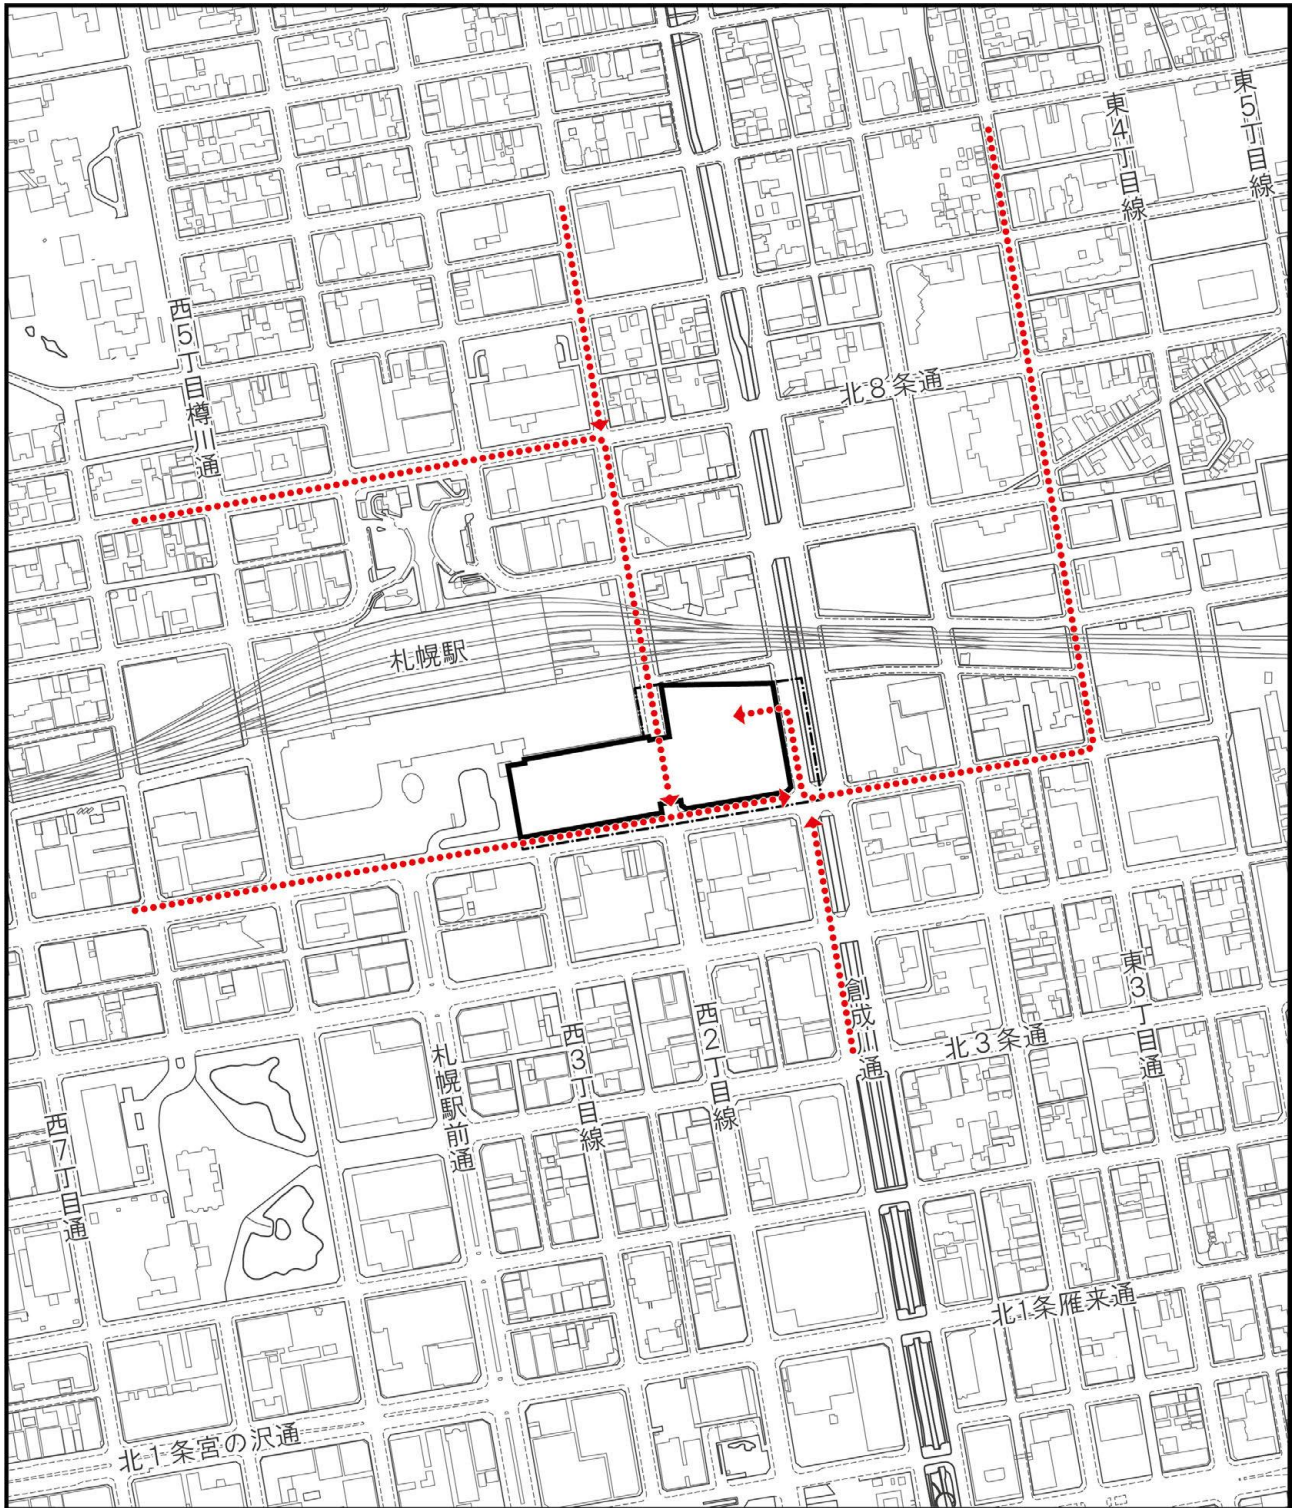 東5丁目線
東4丁目線
西5丁目樽川通
北8条通
札幌駅
東3丁目通
創成川通
北3条通
西2丁目線
西3丁目線
札幌駅前通
西7丁目通
北1条雁来通
北1条宮の沢通